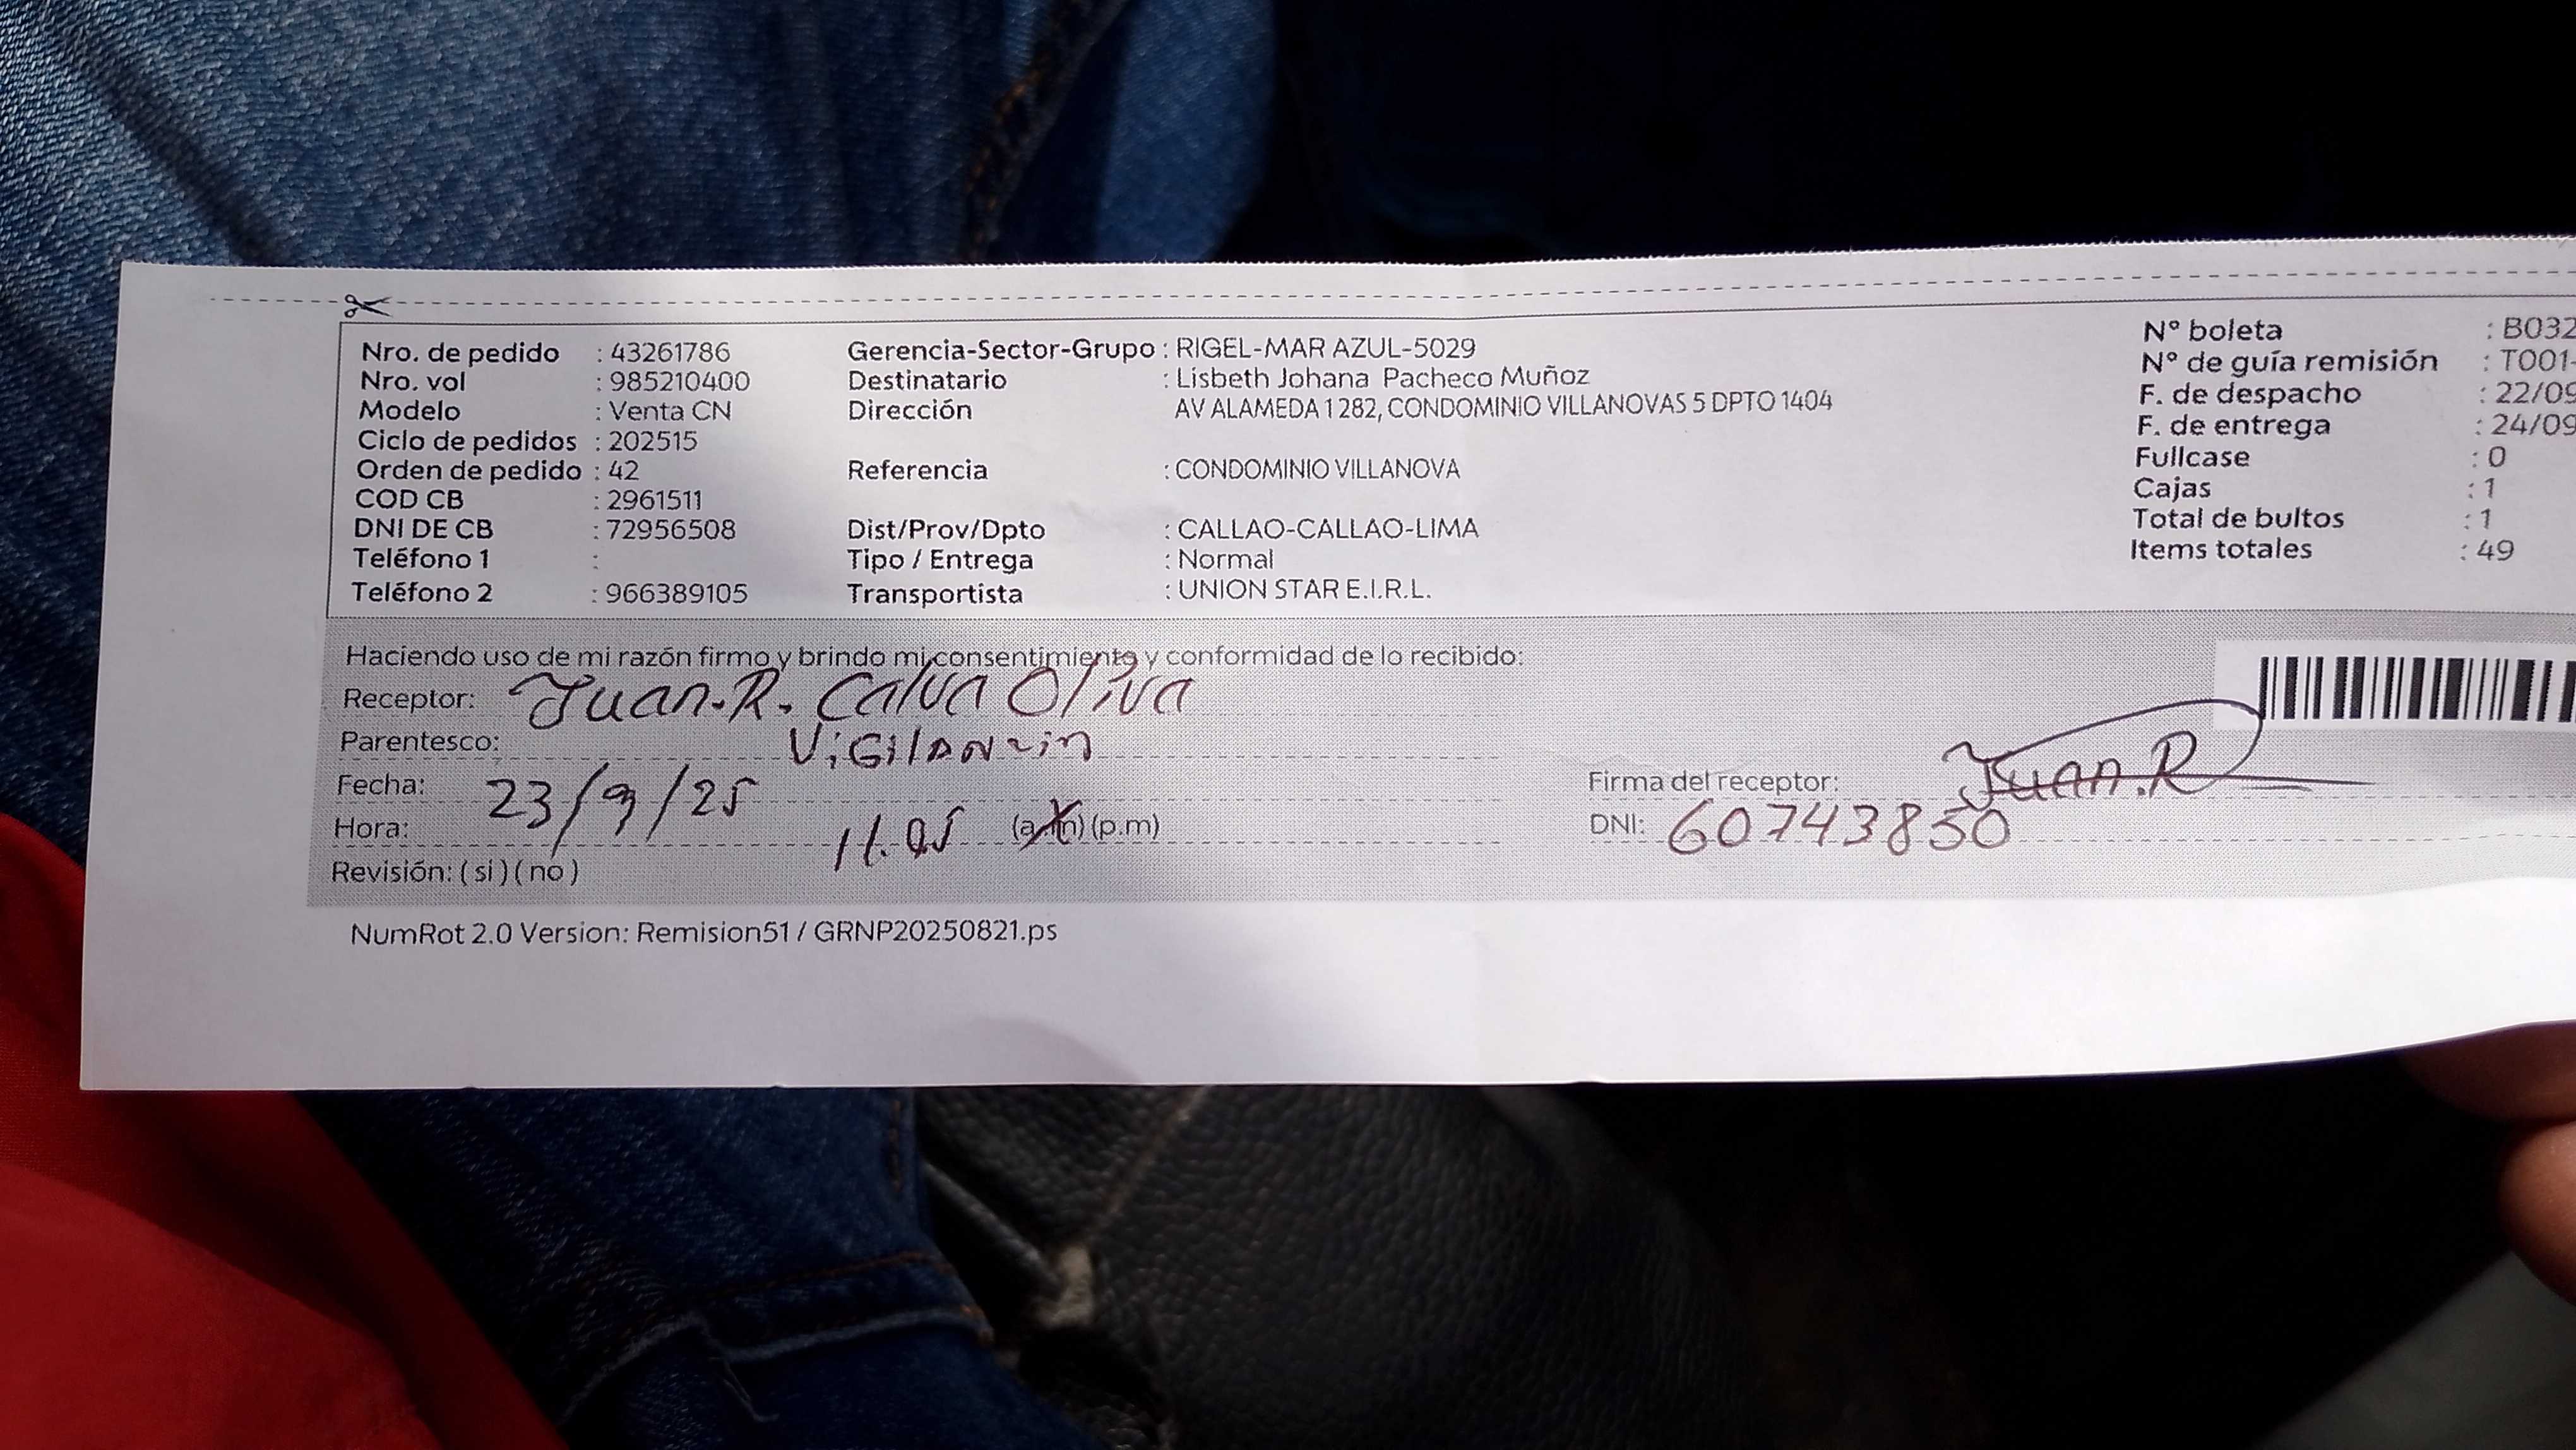 Nro. de pedido : 43261786
Nro. vol : 985210400
Modelo : Venta CN
Ciclo de pedidos : 202515
Orden de pedido : 42
COD CB : 2961511
DNI DE CB : 72956508
Teléfono 1 :
Teléfono 2 : 966389105
Gerencia-Sector-Grupo : RIGEL-MAR AZUL-5029
Destinatario : Lisbeth Johana Pacheco Muñoz
Dirección AV ALAMEDA 1 282, CONDOMINIO VILLANOVAS 5 DPTO 1404
Referencia : CONDOMINIO VILLANOVA
Dist/Prov/Dpto : CALLAO-CALLAO-LIMA
Tipo / Entrega : Normal
Transportista : UNION STAR E.I.R.L.
N° boleta : B032
N° de guía remisión : T001-
F. de despacho : 22/09
F. de entrega : 24/09
Fullcase : 0
Cajas : 1
Total de bultos : 1
Items totales : 49
Haciendo uso de mi razón firmo y brindo mi consentimiento y conformidad de lo recibido:
Receptor: Juan.R. Calva Oliva
Parentesco: ViGilANcia
Fecha: 23/9/25
Hora: 11.05 (a.m) (p.m)
Revisión: ( si ) ( no )
Firma del receptor: Juan.R
DNI: 60743850
NumRot 2.0 Version: Remision51 / GRNP20250821.ps